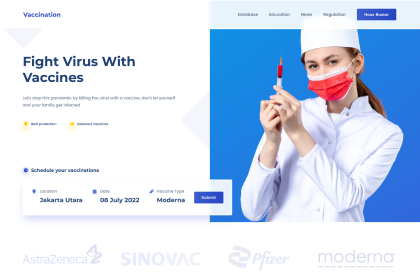 Vaccination
Database Education News Regulation Hoax Buster
Fight Virus With
Vaccines
Let's stop this pandemic by killing the virus with a vaccine, don't let yourself
and your family get infected
Best protection Selected Vaccines
Schedule your vaccinations
Location Date Vaccine Type
Jakarta Utara 08 July 2022 Moderna Submit
AstraZeneca SINOVAC Pfizer moderna